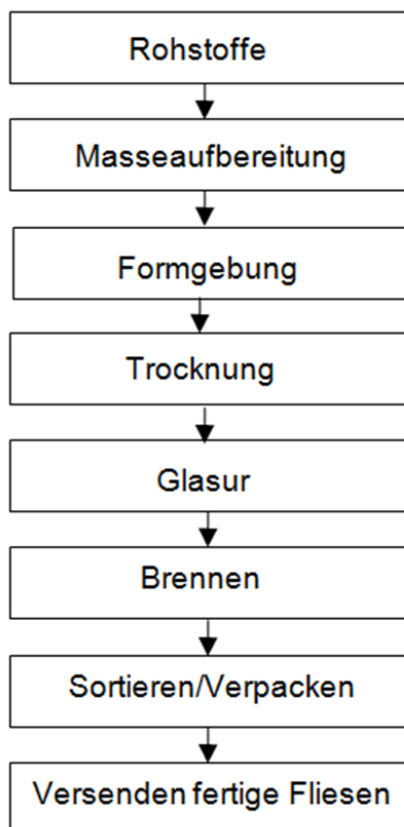 Rohstoffe
Masseaufbereitung
Formgebung
Trocknung
Glasur
Brennen
Sortieren/Verpacken
Versenden fertige Fliesen